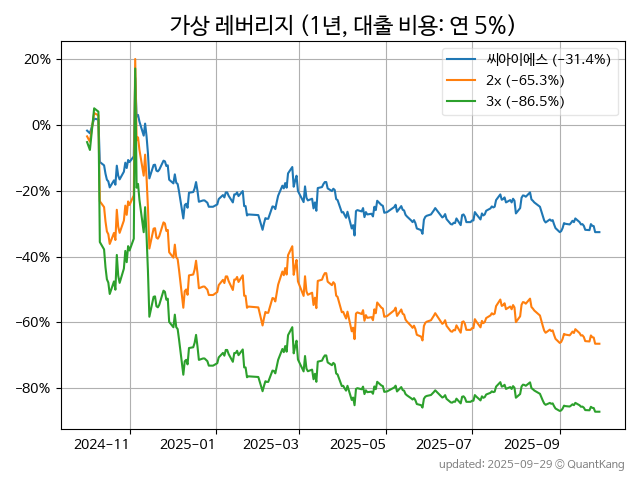 가상 레버리지 (1년, 대출 비용: 연 5%)
씨아이에스 (−31.4%)
2x (−65.3%)
3x (−86.5%)
20%
0%
−20%
−40%
−60%
−80%
2024-11
2025-01
2025-03
2025-05
2025-07
2025-09
updated: 2025-09-29 © QuantKang